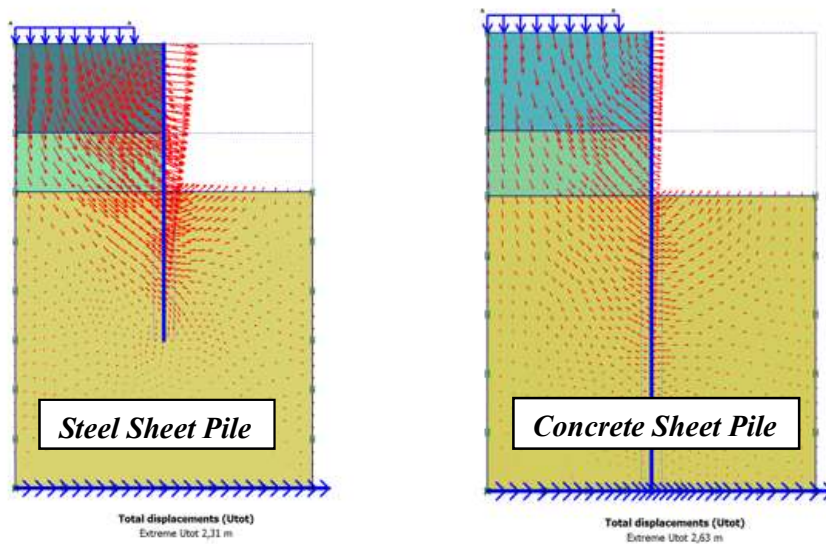 Steel Sheet Pile
Concrete Sheet Pile
Total displacements (Utot)
Extreme Utot 2,31 m
Total displacements (Utot)
Extreme Utot 2,63 m